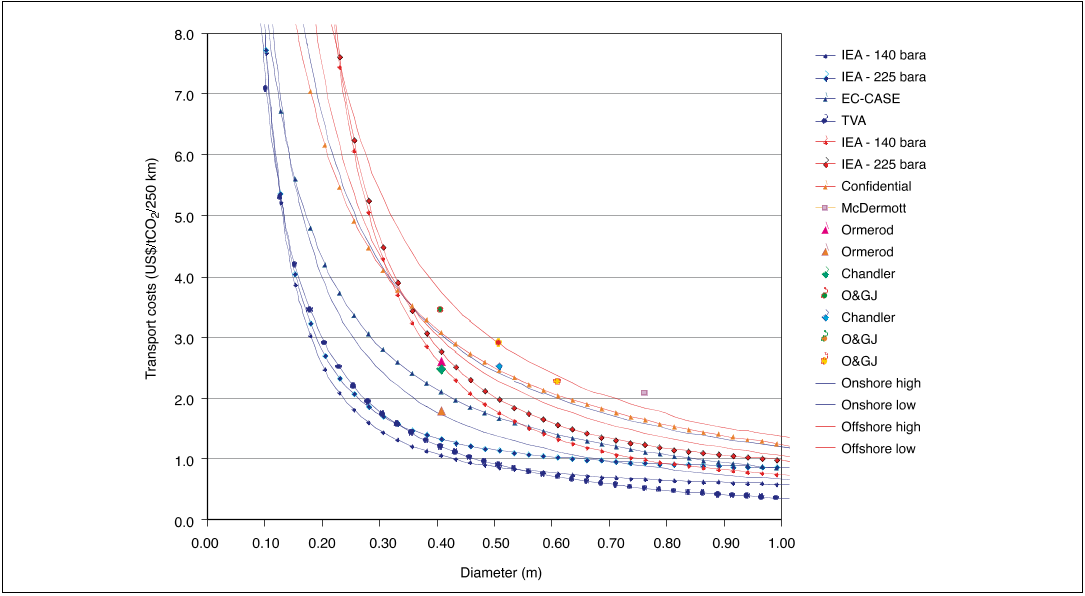 8.0
7.0
6.0
5.0
4.0
3.0
2.0
1.0
0.0
Transport costs (US$/tCO2/250 km)
0.00 0.10 0.20 0.30 0.40 0.50 0.60 0.70 0.80 0.90 1.00
Diameter (m)
IEA - 140 bara
IEA - 225 bara
EC-CASE
TVA
IEA - 140 bara
IEA - 225 bara
Confidential
McDermott
Ormerod
Ormerod
Chandler
O&GJ
Chandler
O&GJ
O&GJ
Onshore high
Onshore low
Offshore high
Offshore low